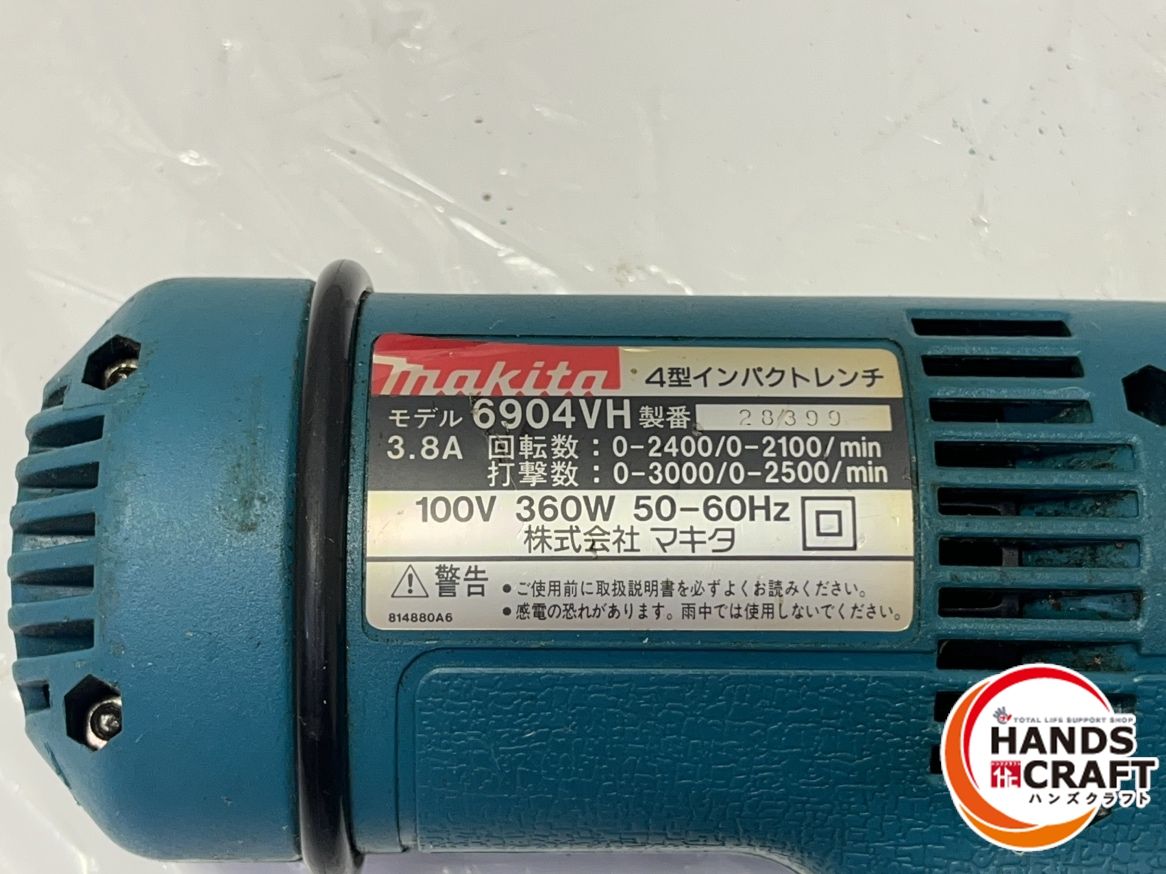 makita 4型インパクトレンチ
モデル 6904VH 製番 28399
3.8A 回転数：0-2400/0-2100/min
打撃数：0-3000/0-2500/min
100V 360W 50-60Hz
株式会社 マキタ
警告 ●ご使用前に取扱説明書を必ずよくお読みください。
●感電の恐れがあります。雨中では使用しないでください。
814880A6
TOTAL LIFE SUPPORT SHOP
HANDS
CRAFT
ハンズクラフト